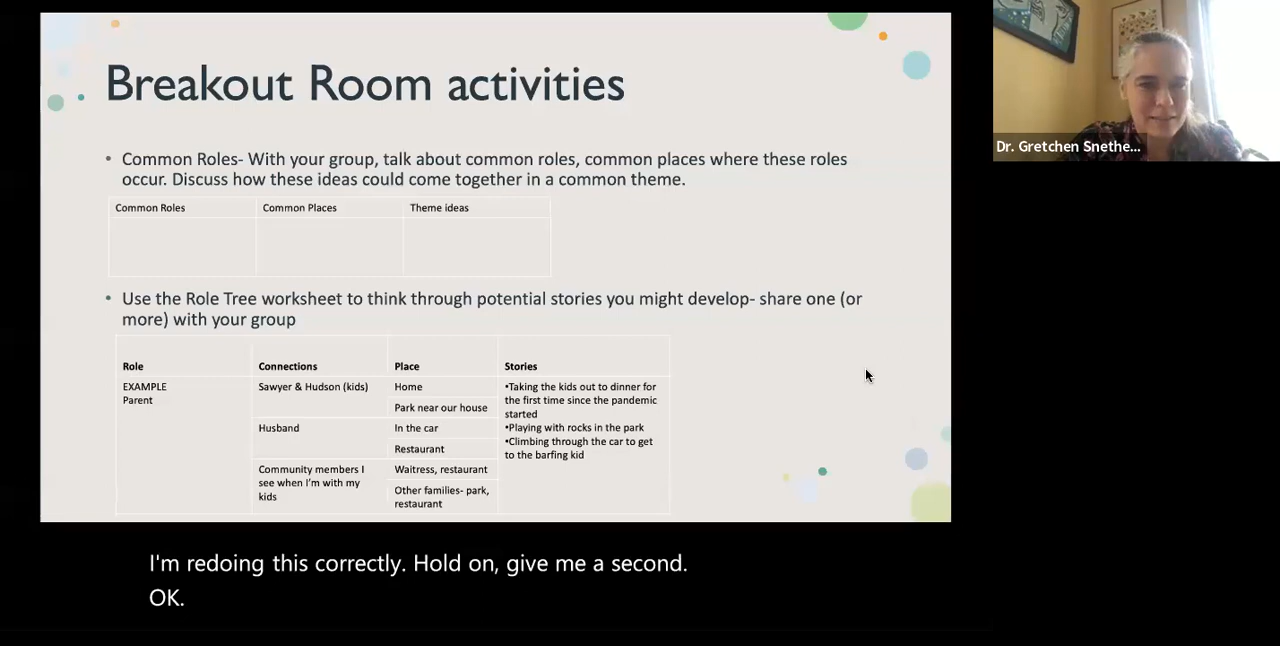 Breakout Room activities
• Common Roles- With your group, talk about common roles, common places where these roles
occur. Discuss how these ideas could come together in a common theme.
Common Roles
Common Places
Theme ideas
• Use the Role Tree worksheet to think through potential stories you might develop- share one (or
more) with your group
Role
Connections
Place
Stories
EXAMPLE
Parent
Sawyer & Hudson (kids)
Home
Park near our house
Husband
In the car
Restaurant
Community members I
see when I'm with my
kids
Waitress, restaurant
Other families- park,
restaurant
•Taking the kids out to dinner for
the first time since the pandemic
started
•Playing with rocks in the park
•Climbing through the car to get
to the barfing kid
Dr. Gretchen Snethe...
I'm redoing this correctly. Hold on, give me a second.
OK.